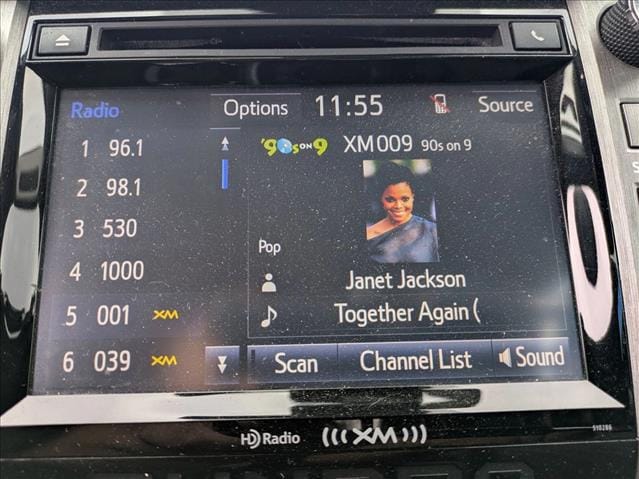 Radio Options 11:55 Source
1 96.1
2 98.1
3 530
4 1000
5 001 XM
6 039 XM
'90s on 9 XM009 90s on 9
Pop
Janet Jackson
Together Again (
Scan Channel List Sound
HD Radio ((( XM )))
510286